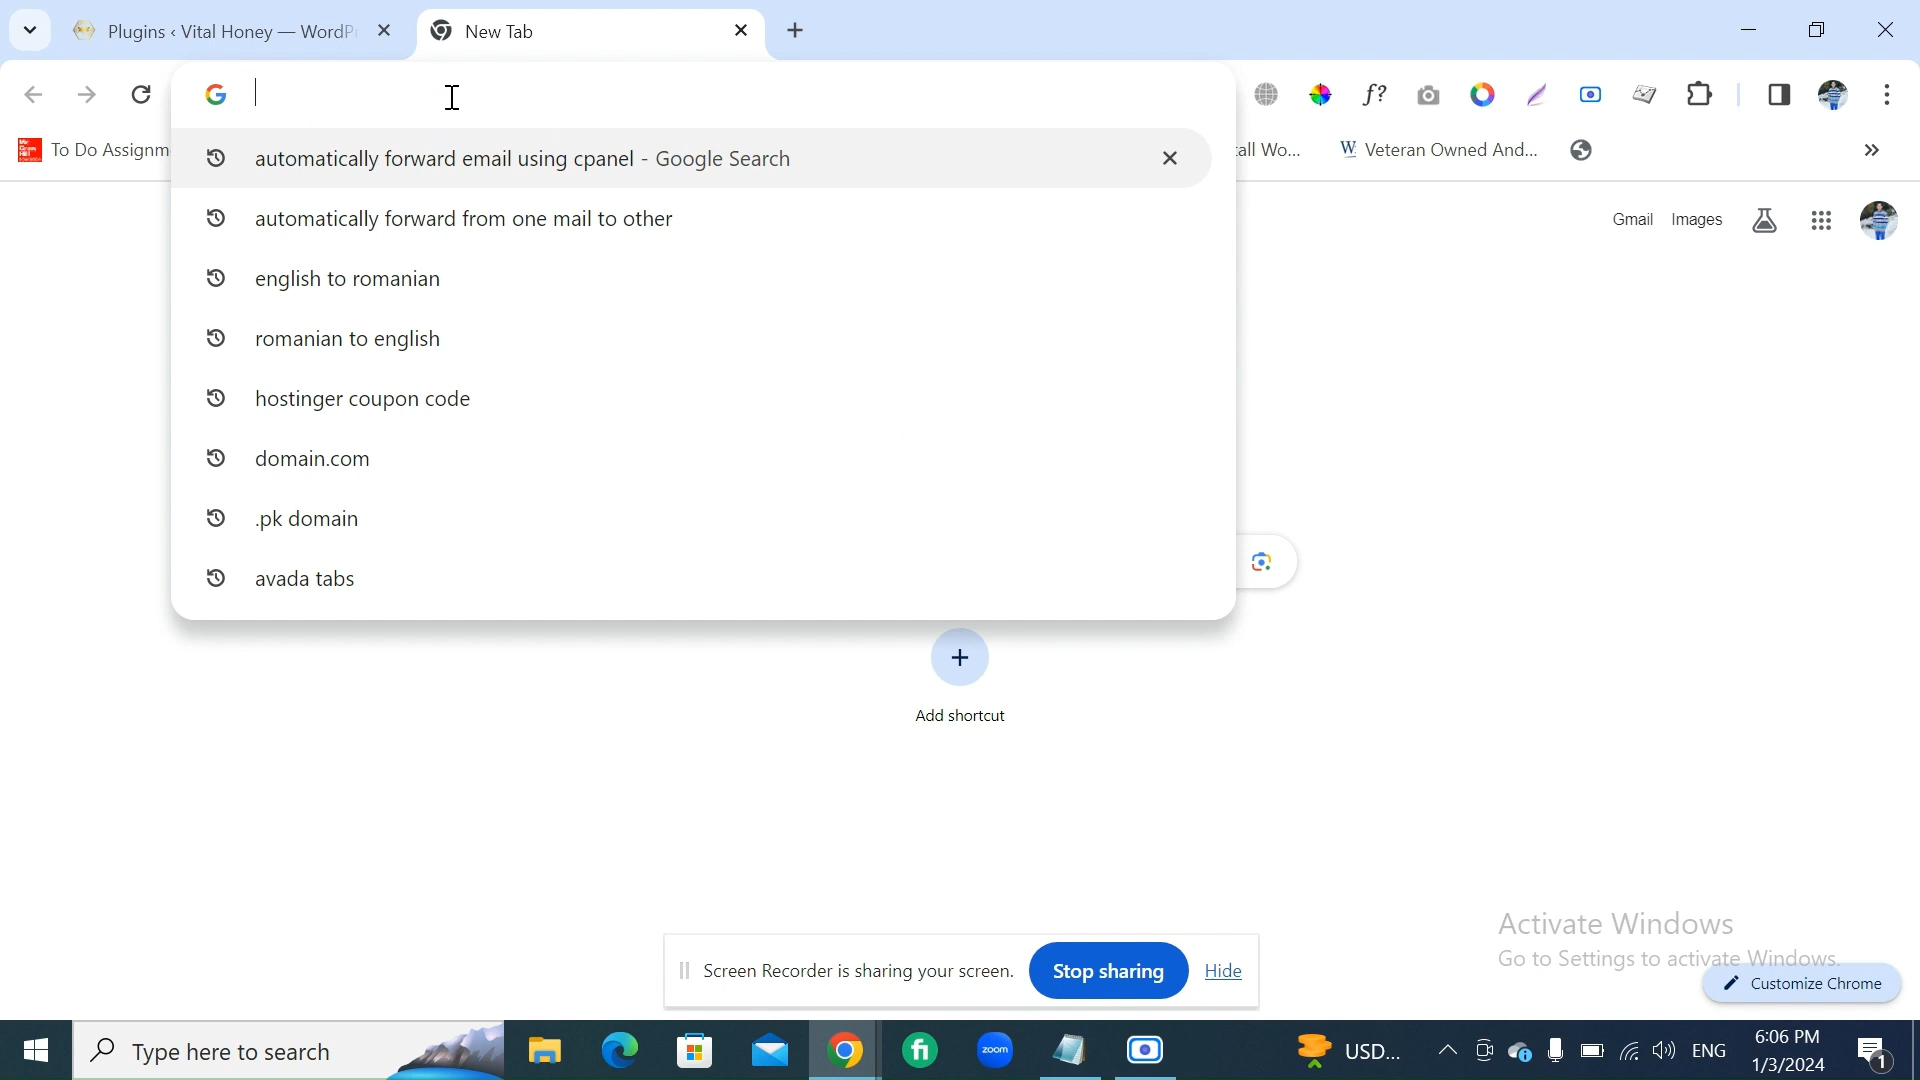 Plugins ‹ Vital Honey — WordP
New Tab
To Do Assignm
all Wo...
Veteran Owned And...
automatically forward email using cpanel - Google Search
automatically forward from one mail to other
english to romanian
romanian to english
hostinger coupon code
domain.com
.pk domain
avada tabs
f?
Gmail
Images
Add shortcut
Activate Windows
Go to Settings to activate Windows.
Customize Chrome
Screen Recorder is sharing your screen.
Stop sharing
Hide
Type here to search
fi
zoom
USD...
ENG
6:06 PM
1/3/2024
1